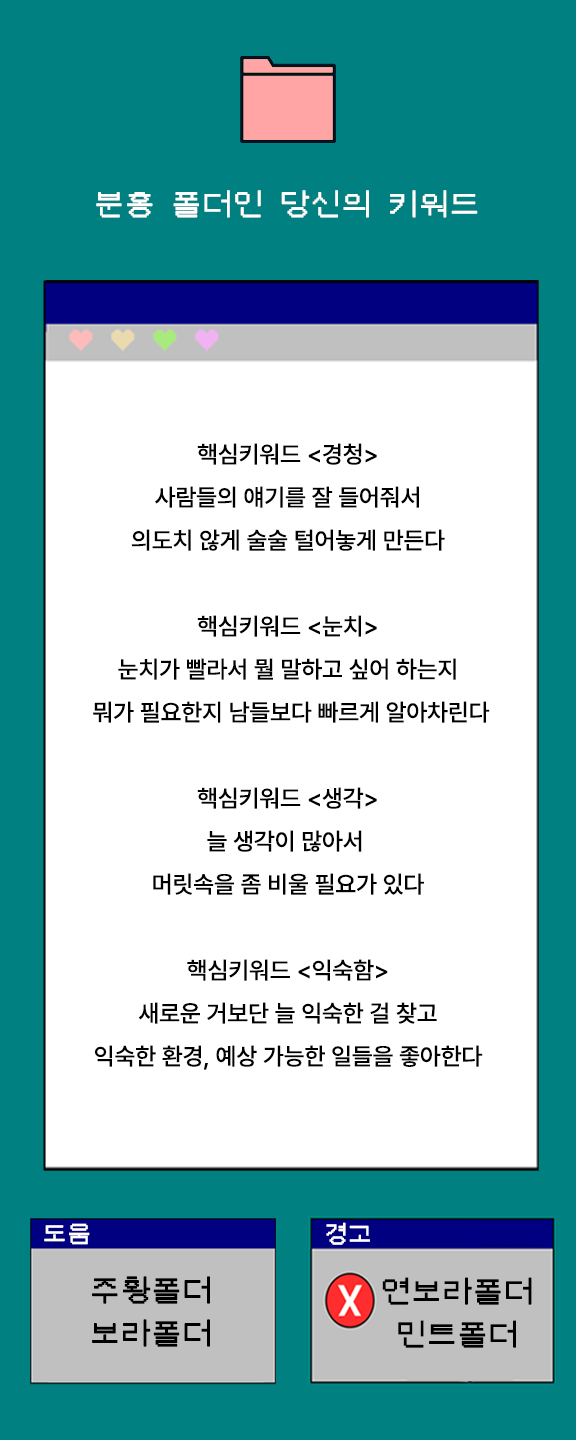 분홍 폴더인 당신의 키워드
핵심키워드 <경청>
사람들의 얘기를 잘 들어줘서
의도치 않게 술술 털어놓게 만든다
핵심키워드 <눈치>
눈치가 빨라서 뭘 말하고 싶어 하는지
뭐가 필요한지 남들보다 빠르게 알아차린다
핵심키워드 <생각>
늘 생각이 많아서
머릿속을 좀 비울 필요가 있다
핵심키워드 <익숙함>
새로운 거보단 늘 익숙한 걸 찾고
익숙한 환경, 예상 가능한 일들을 좋아한다
도움
주황폴더
보라폴더
경고
X
연보라폴더
민트폴더